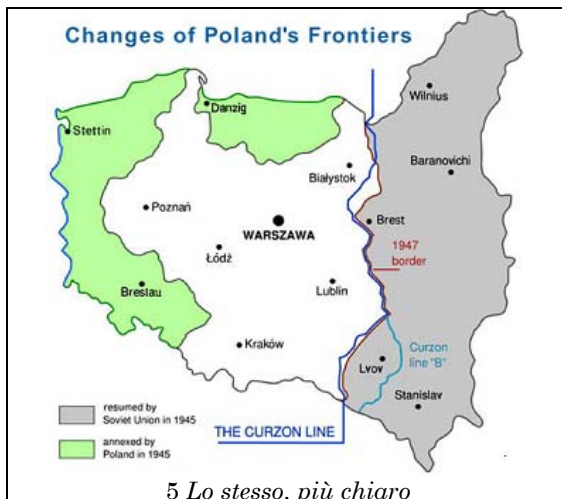 Changes of Poland's Frontiers
Wilnius
Danzig
Stettin
Baranovichi
Białystok
Poznań
Brest
WARSZAWA
1947
border
Łódź
Breslau
Lublin
Curzon
line "B"
Kraków
Lvov
Stanislav
resumed by
Soviet Union in 1945
THE CURZON LINE
annexed by
Poland in 1945
5 Lo stesso, più chiaro